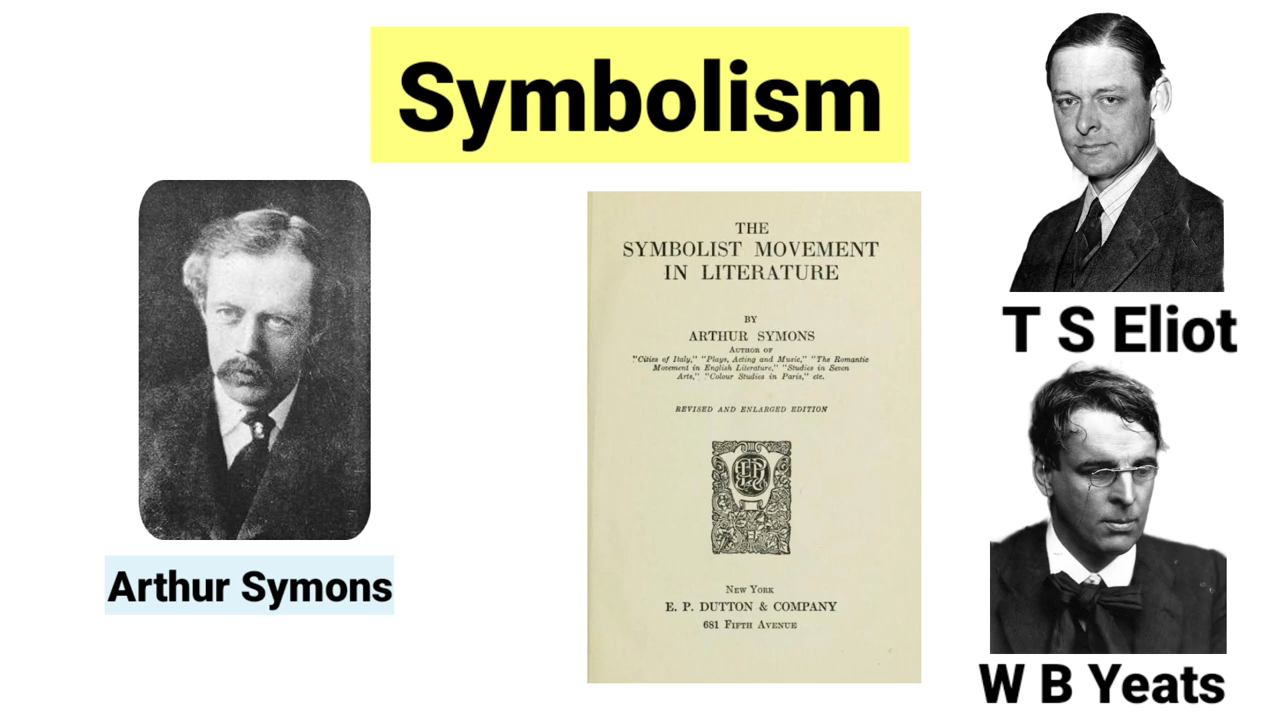 Symbolism
Arthur Symons
THE
SYMBOLIST MOVEMENT
IN LITERATURE
BY
ARTHUR SYMONS
AUTHOR OF
"Cities of Italy," "Plays, Acting and Music," "The Romantic
Movement in English Literature," "Studies in Seven
Arts," "Colour Studies in Paris," etc.
REVISED AND ENLARGED EDITION
NEW YORK
E. P. DUTTON & COMPANY
681 FIFTH AVENUE
T S Eliot
W B Yeats